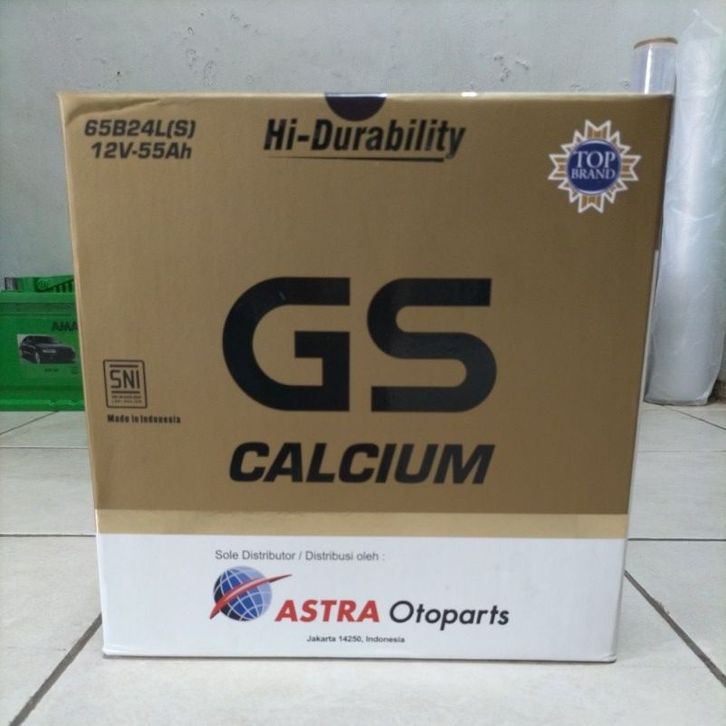 65B24L(S)
12V-55Ah
Hi-Durability
TOP
BRAND
GS
CALCIUM
SNI
Made in Indonesia
AMA
Sole Distributor / Distribusi oleh :
ASTRA Otoparts
Jakarta 14250, Indonesia